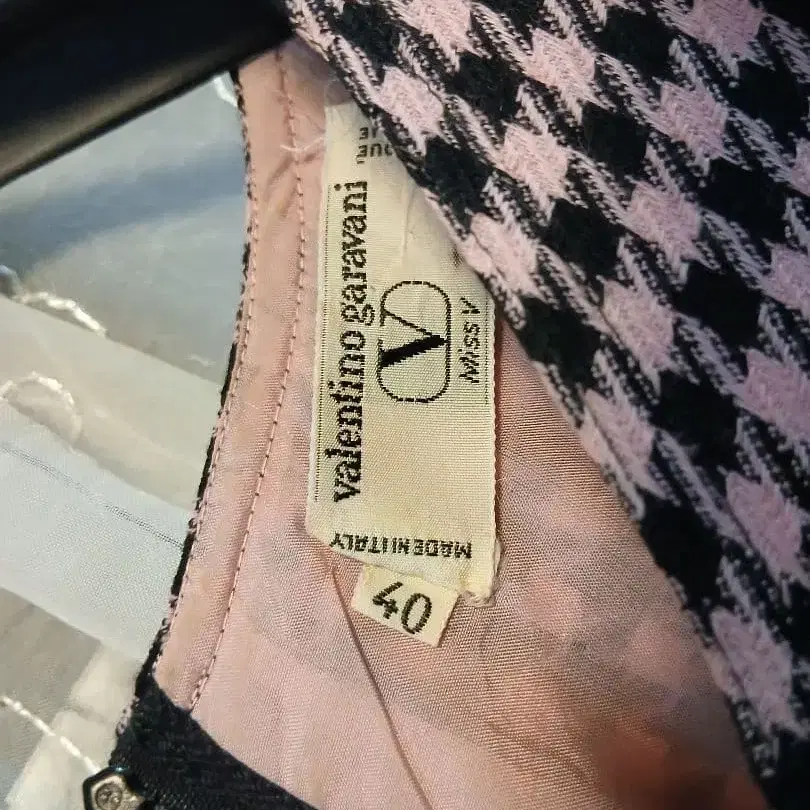 valentino garavani
V
Miss V
MADE IN ITALY
40